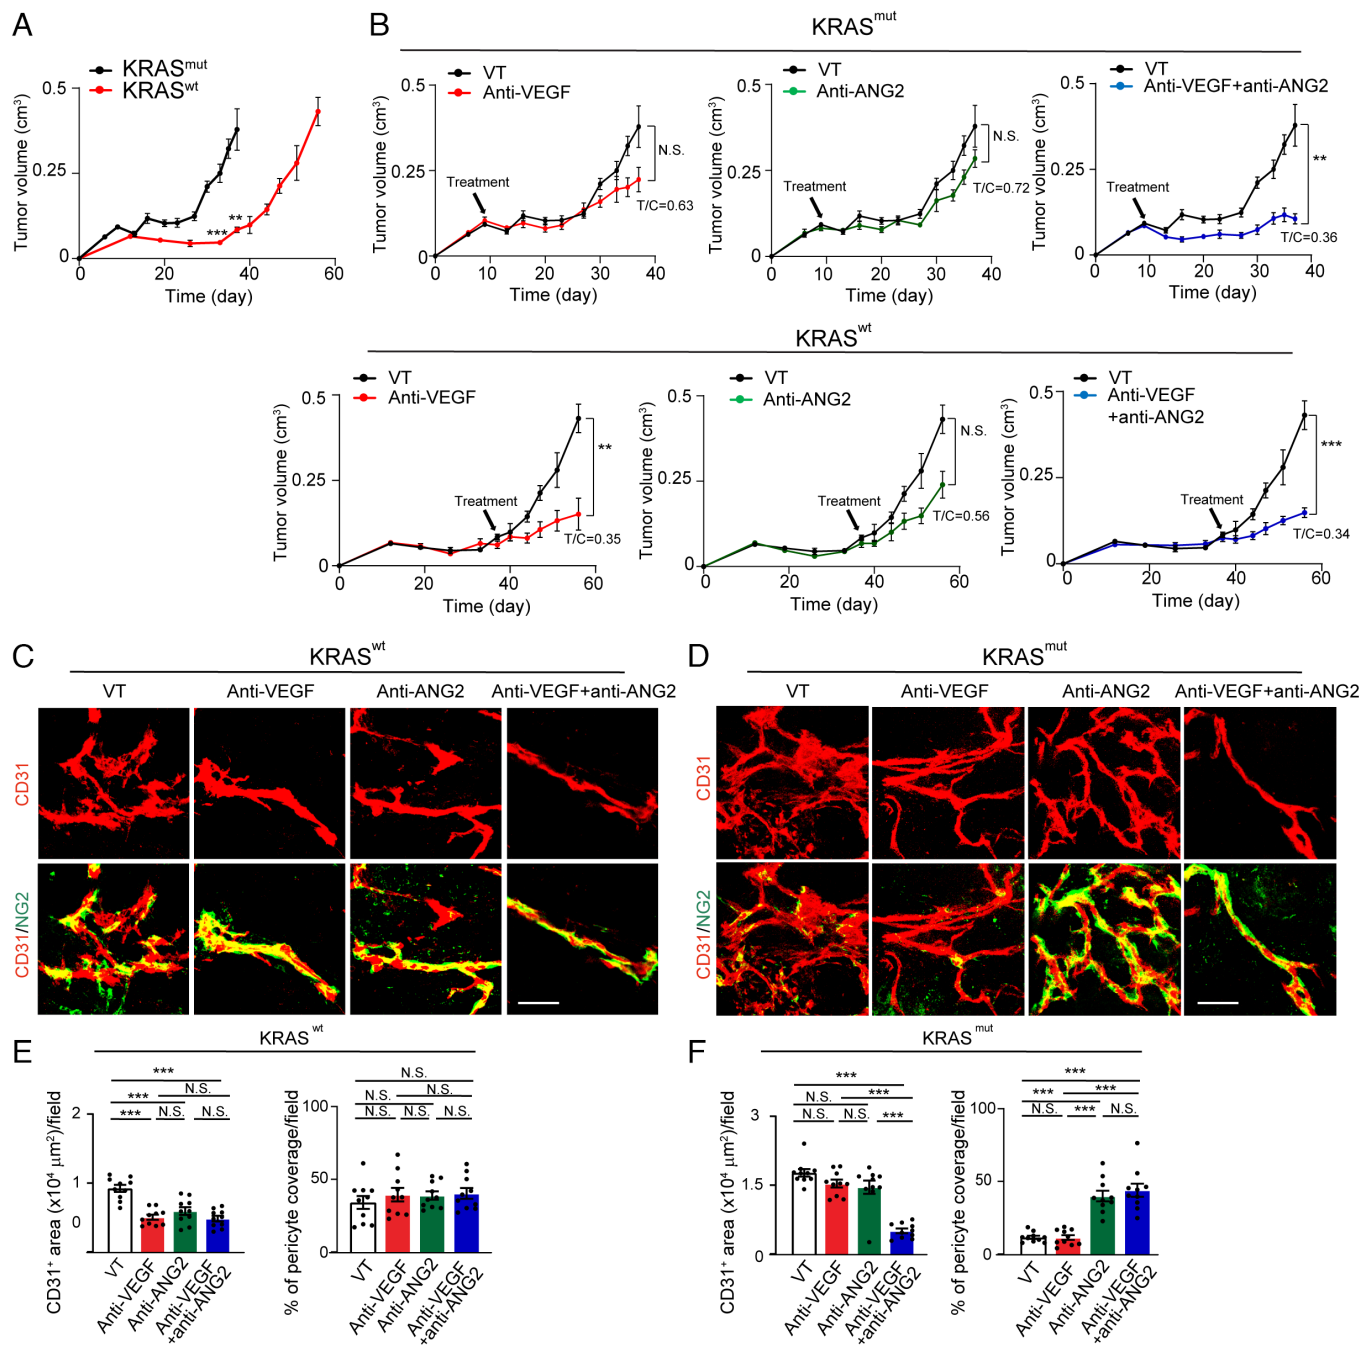 A
KRASmut
KRASwt
Tumor volume (cm3)
0.5
0.25
0
**
***
0
20
40
60
Time (day)
B
KRASmut
VT
Anti-VEGF
Tumor volume (cm3)
0.5
0.25
0
Treatment
N.S.
T/C=0.63
0
10
20
30
40
Time (day)
VT
Anti-ANG2
Tumor volume (cm3)
0.5
0.25
0
Treatment
N.S.
T/C=0.72
0
10
20
30
40
Time (day)
VT
Anti-VEGF+anti-ANG2
Tumor volume (cm3)
0.5
0.25
0
Treatment
**
T/C=0.36
0
10
20
30
40
Time (day)
KRASwt
VT
Anti-VEGF
Tumor volume (cm3)
0.5
0.25
0
Treatment
**
T/C=0.35
0
20
40
60
Time (day)
VT
Anti-ANG2
Tumor volume (cm3)
0.5
0.25
0
Treatment
N.S.
T/C=0.56
0
20
40
60
Time (day)
VT
Anti-VEGF
+anti-ANG2
Tumor volume (cm3)
0.5
0.25
0
Treatment
***
T/C=0.34
0
20
40
60
Time (day)
C
KRASwt
VT
Anti-VEGF
Anti-ANG2
Anti-VEGF+anti-ANG2
CD31
CD31/NG2
D
KRASmut
VT
Anti-VEGF
Anti-ANG2
Anti-VEGF+anti-ANG2
CD31
CD31/NG2
E
KRAS wt
CD31+ area (x104 μm2)/field
2
1
0
***
*** N.S.
*** N.S. N.S.
VT
Anti-VEGF
Anti-ANG2
Anti-VEGF
+anti-ANG2
% of pericyte coverage/field
100
50
0
N.S.
N.S. N.S.
N.S. N.S. N.S.
VT
Anti-VEGF
Anti-ANG2
Anti-VEGF
+anti-ANG2
F
KRAS mut
CD31+ area (x104 μm2)/field
3
1.5
0
***
N.S. ***
N.S. N.S. ***
VT
Anti-VEGF
Anti-ANG2
Anti-VEGF
+anti-ANG2
% of pericyte coverage/field
100
50
0
***
*** ***
N.S. *** N.S.
VT
Anti-VEGF
Anti-ANG2
Anti-VEGF
+anti-ANG2